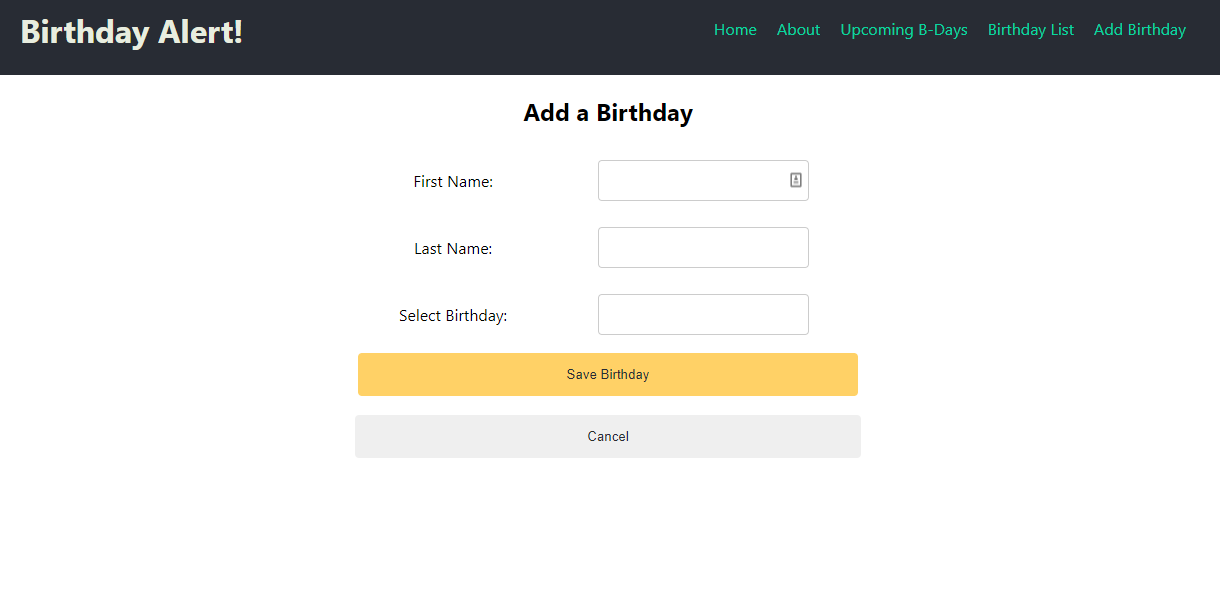 Birthday Alert!
Home About Upcoming B-Days Birthday List Add Birthday
Add a Birthday
First Name:
Last Name:
Select Birthday:
Save Birthday
Cancel